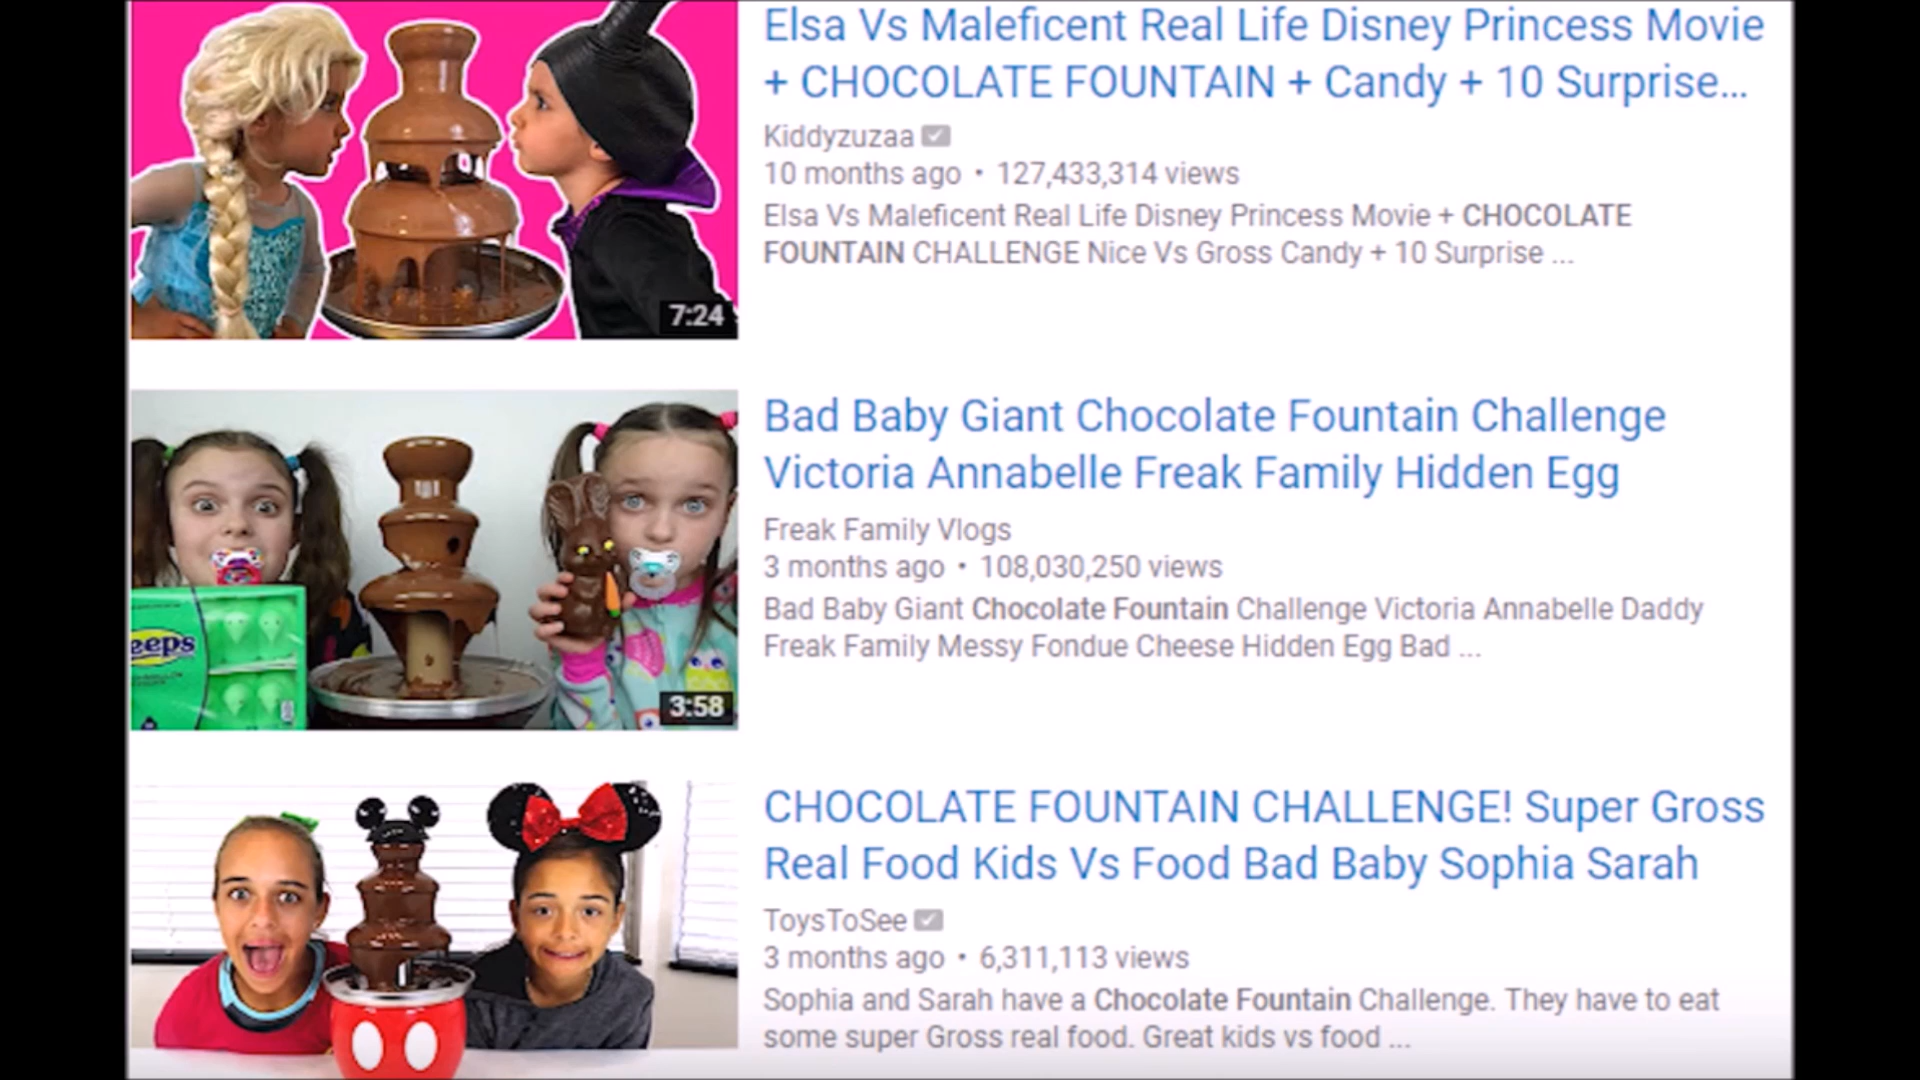 Elsa Vs Maleficent Real Life Disney Princess Movie
+ CHOCOLATE FOUNTAIN + Candy + 10 Surprise...
Kiddyzuzaa
10 months ago • 127,433,314 views
Elsa Vs Maleficent Real Life Disney Princess Movie + CHOCOLATE
FOUNTAIN CHALLENGE Nice Vs Gross Candy + 10 Surprise ...
7:24
Bad Baby Giant Chocolate Fountain Challenge
Victoria Annabelle Freak Family Hidden Egg
Freak Family Vlogs
3 months ago • 108,030,250 views
Bad Baby Giant Chocolate Fountain Challenge Victoria Annabelle Daddy
Freak Family Messy Fondue Cheese Hidden Egg Bad ...
eeps
3:58
CHOCOLATE FOUNTAIN CHALLENGE! Super Gross
Real Food Kids Vs Food Bad Baby Sophia Sarah
ToysToSee
3 months ago • 6,311,113 views
Sophia and Sarah have a Chocolate Fountain Challenge. They have to eat
some super Gross real food. Great kids vs food ...